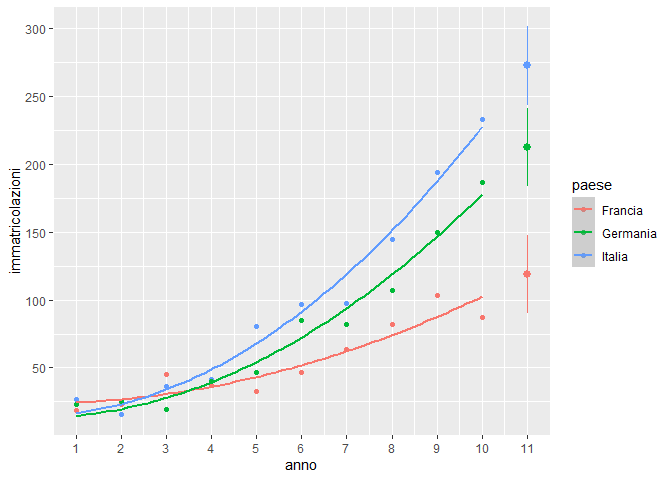 immatricolazioni
300
250
200
150
100
50
1 2 3 4 5 6 7 8 9 10 11
anno
paese
Francia
Germania
Italia